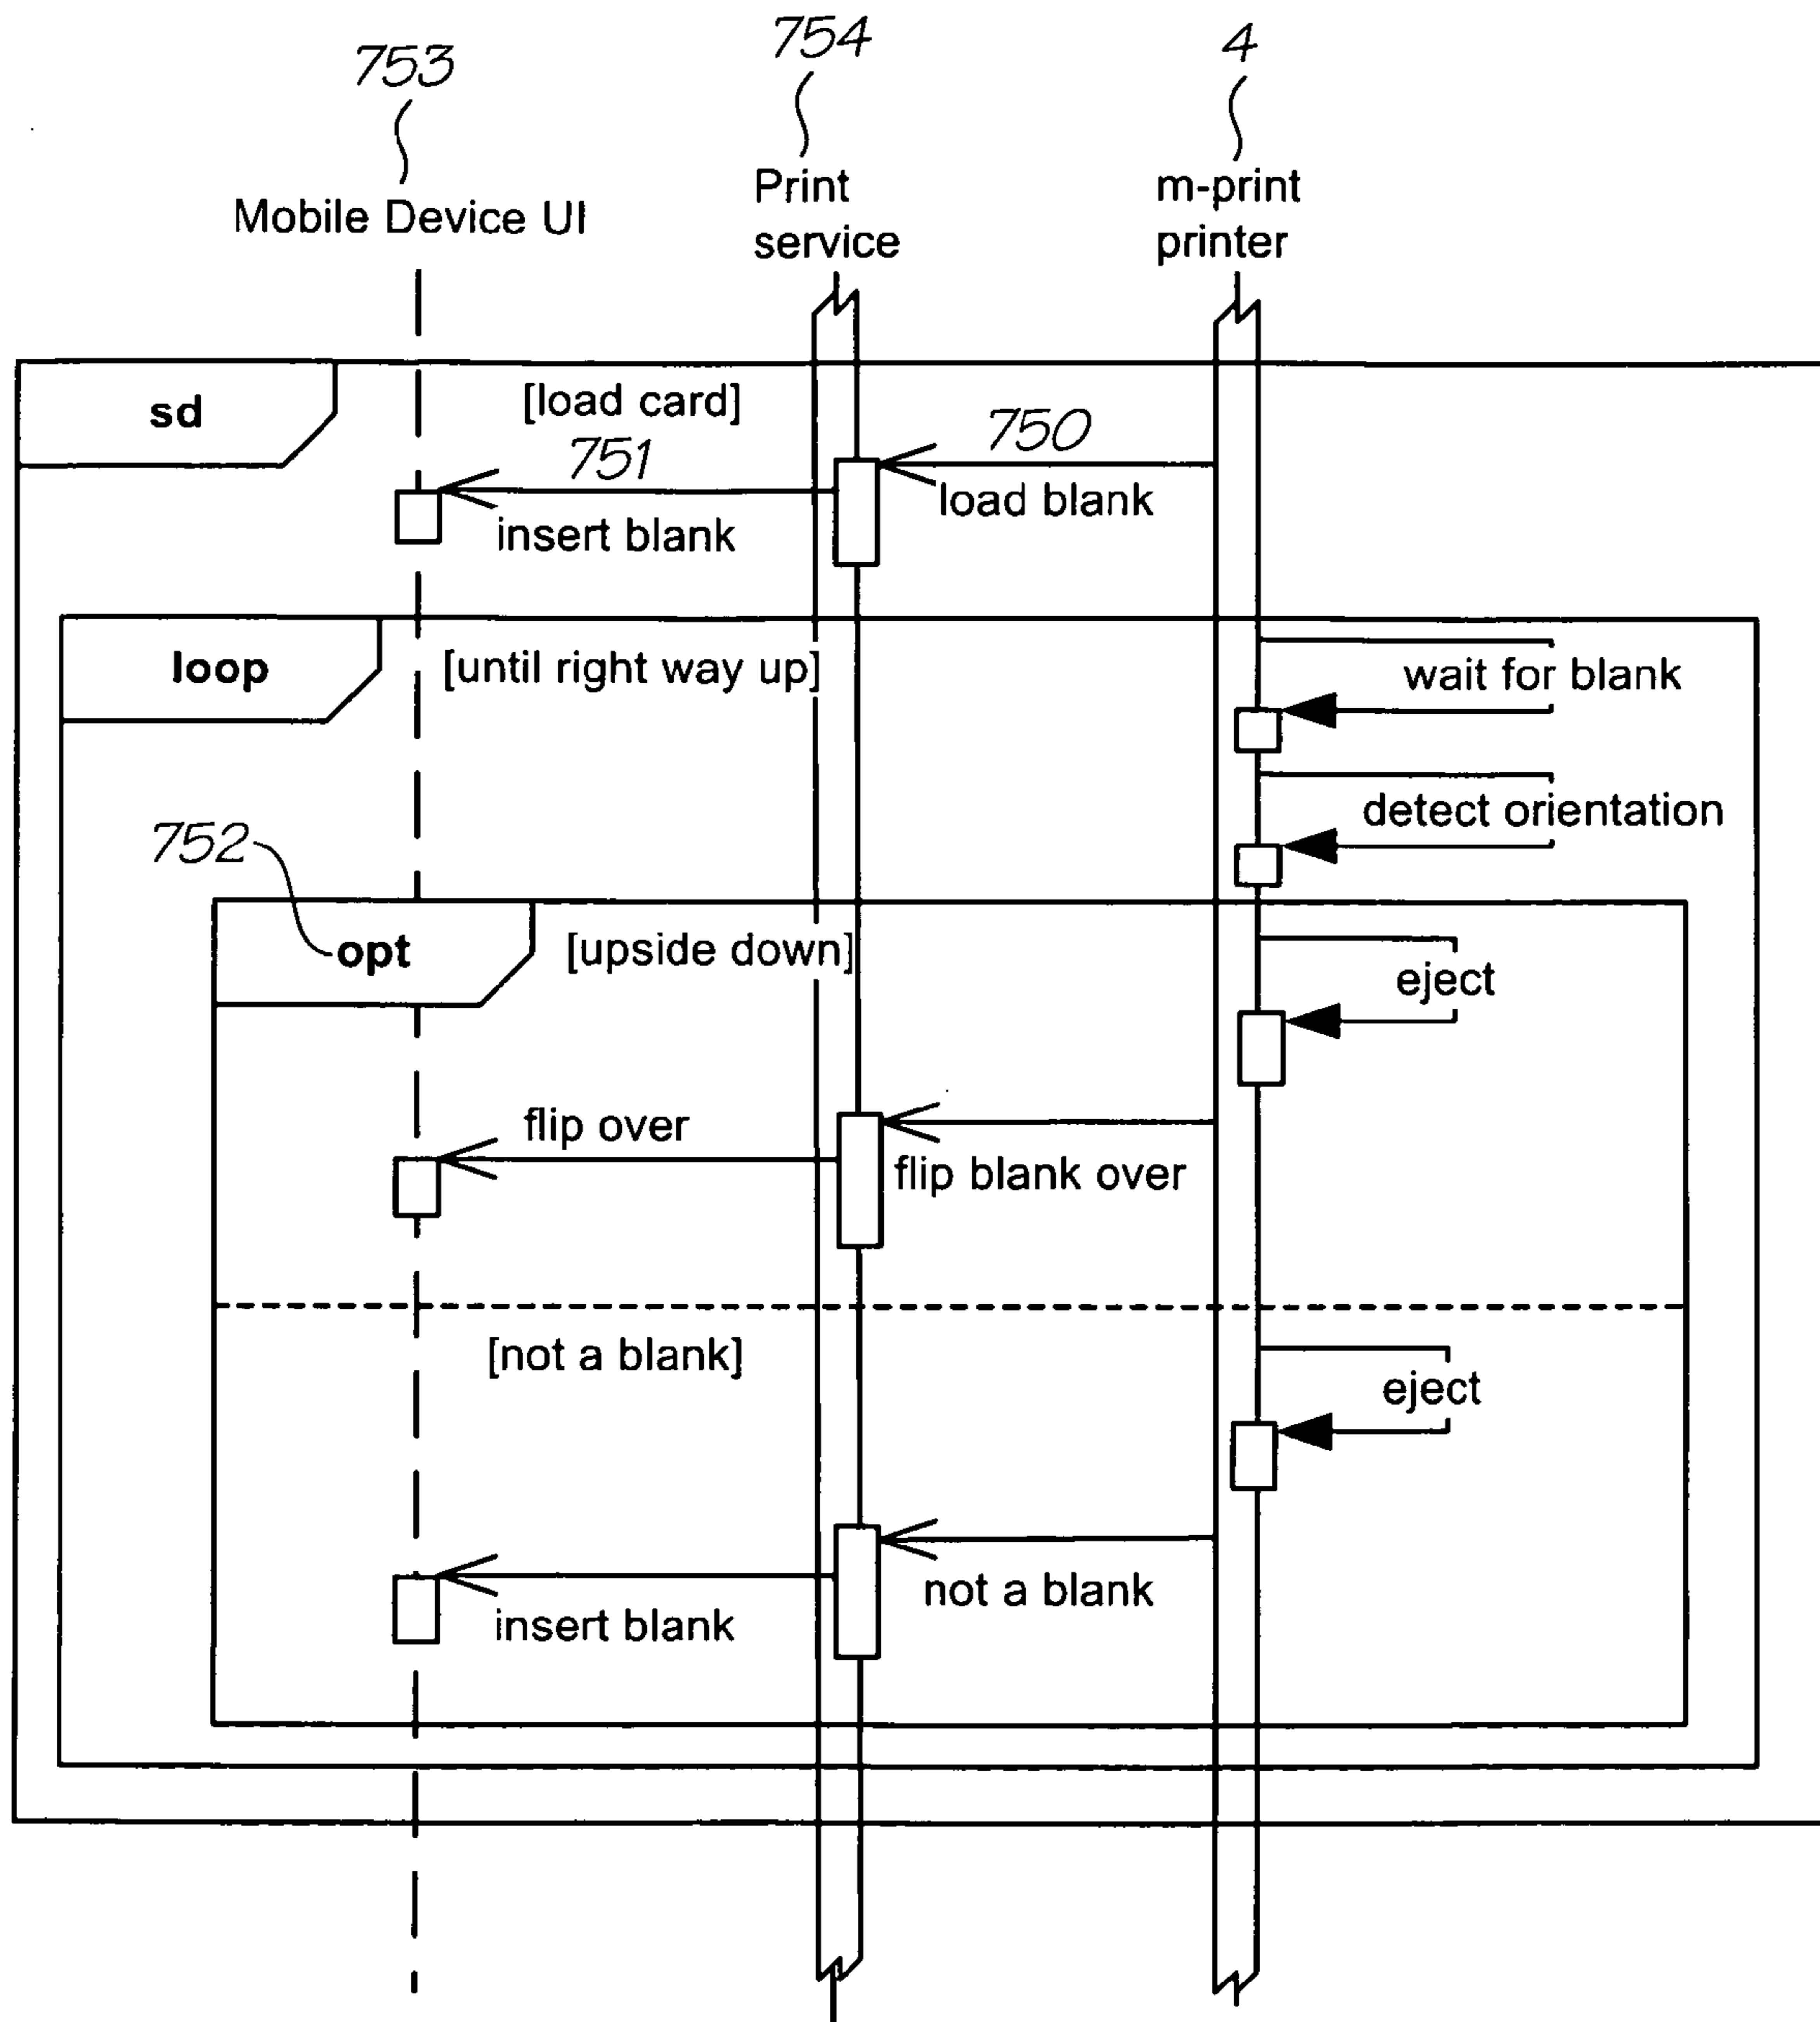 753
754
4
Mobile Device UI
Print
service
m-print
printer
sd
[load card]
750
751
load blank
insert blank
loop
[until right way up]
wait for blank
detect orientation
752
opt
[upside down]
eject
flip over
flip blank over
[not a blank]
eject
not a blank
insert blank